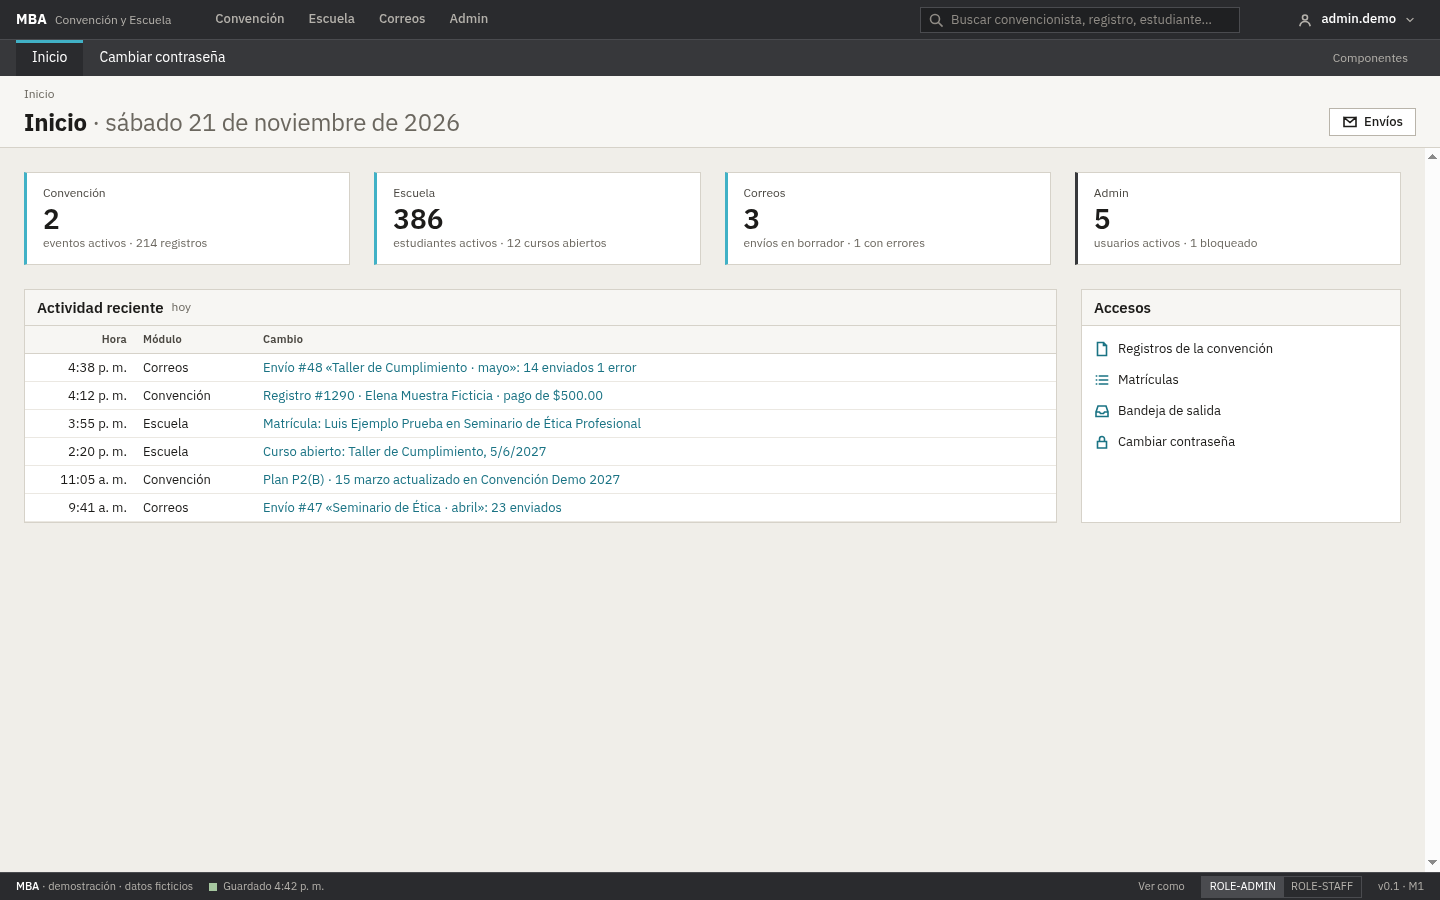 MBA Convención y Escuela Convención Escuela Correos Admin Buscar convencionista, registro, estudiante... admin.demo
Inicio Cambiar contraseña Componentes
Inicio
Inicio · sábado 21 de noviembre de 2026 Envíos
Convención Escuela Correos Admin
2 386 3 5
eventos activos · 214 registros estudiantes activos · 12 cursos abiertos envíos en borrador · 1 con errores usuarios activos · 1 bloqueado
Actividad reciente hoy Accesos
Hora Módulo Cambio
4:38 p. m. Correos Envío #48 «Taller de Cumplimiento · mayo»: 14 enviados 1 error
4:12 p. m. Convención Registro #1290 · Elena Muestra Ficticia · pago de $500.00
3:55 p. m. Escuela Matrícula: Luis Ejemplo Prueba en Seminario de Ética Profesional
2:20 p. m. Escuela Curso abierto: Taller de Cumplimiento, 5/6/2027
11:05 a. m. Convención Plan P2(B) · 15 marzo actualizado en Convención Demo 2027
9:41 a. m. Correos Envío #47 «Seminario de Ética · abril»: 23 enviados
Registros de la convención
Matrículas
Bandeja de salida
Cambiar contraseña
MBA · demostración · datos ficticios Guardado 4:42 p. m. Ver como ROLE-ADMIN ROLE-STAFF v0.1 · M1